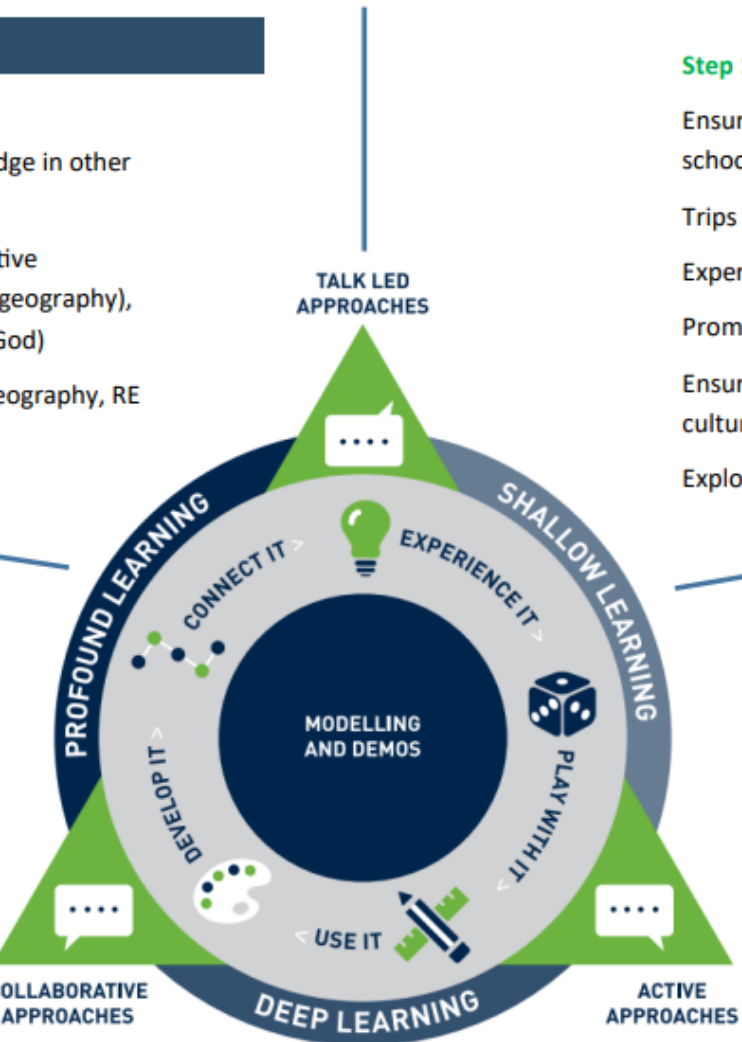 dge in other
tive
geography),
God)
eography, RE
Step
Ensur
schoo
Trips
Exper
Prom
Ensur
cultur
Explo
TALK LED
APPROACHES
PROFOUND LEARNING
SHALLOW LEARNING
CONNECT IT >
EXPERIENCE IT >
MODELLING
AND DEMOS
DEVELOP IT >
PLAY WITH IT >
< USE IT
OLLABORATIVE
APPROACHES
DEEP LEARNING
ACTIVE
APPROACHES